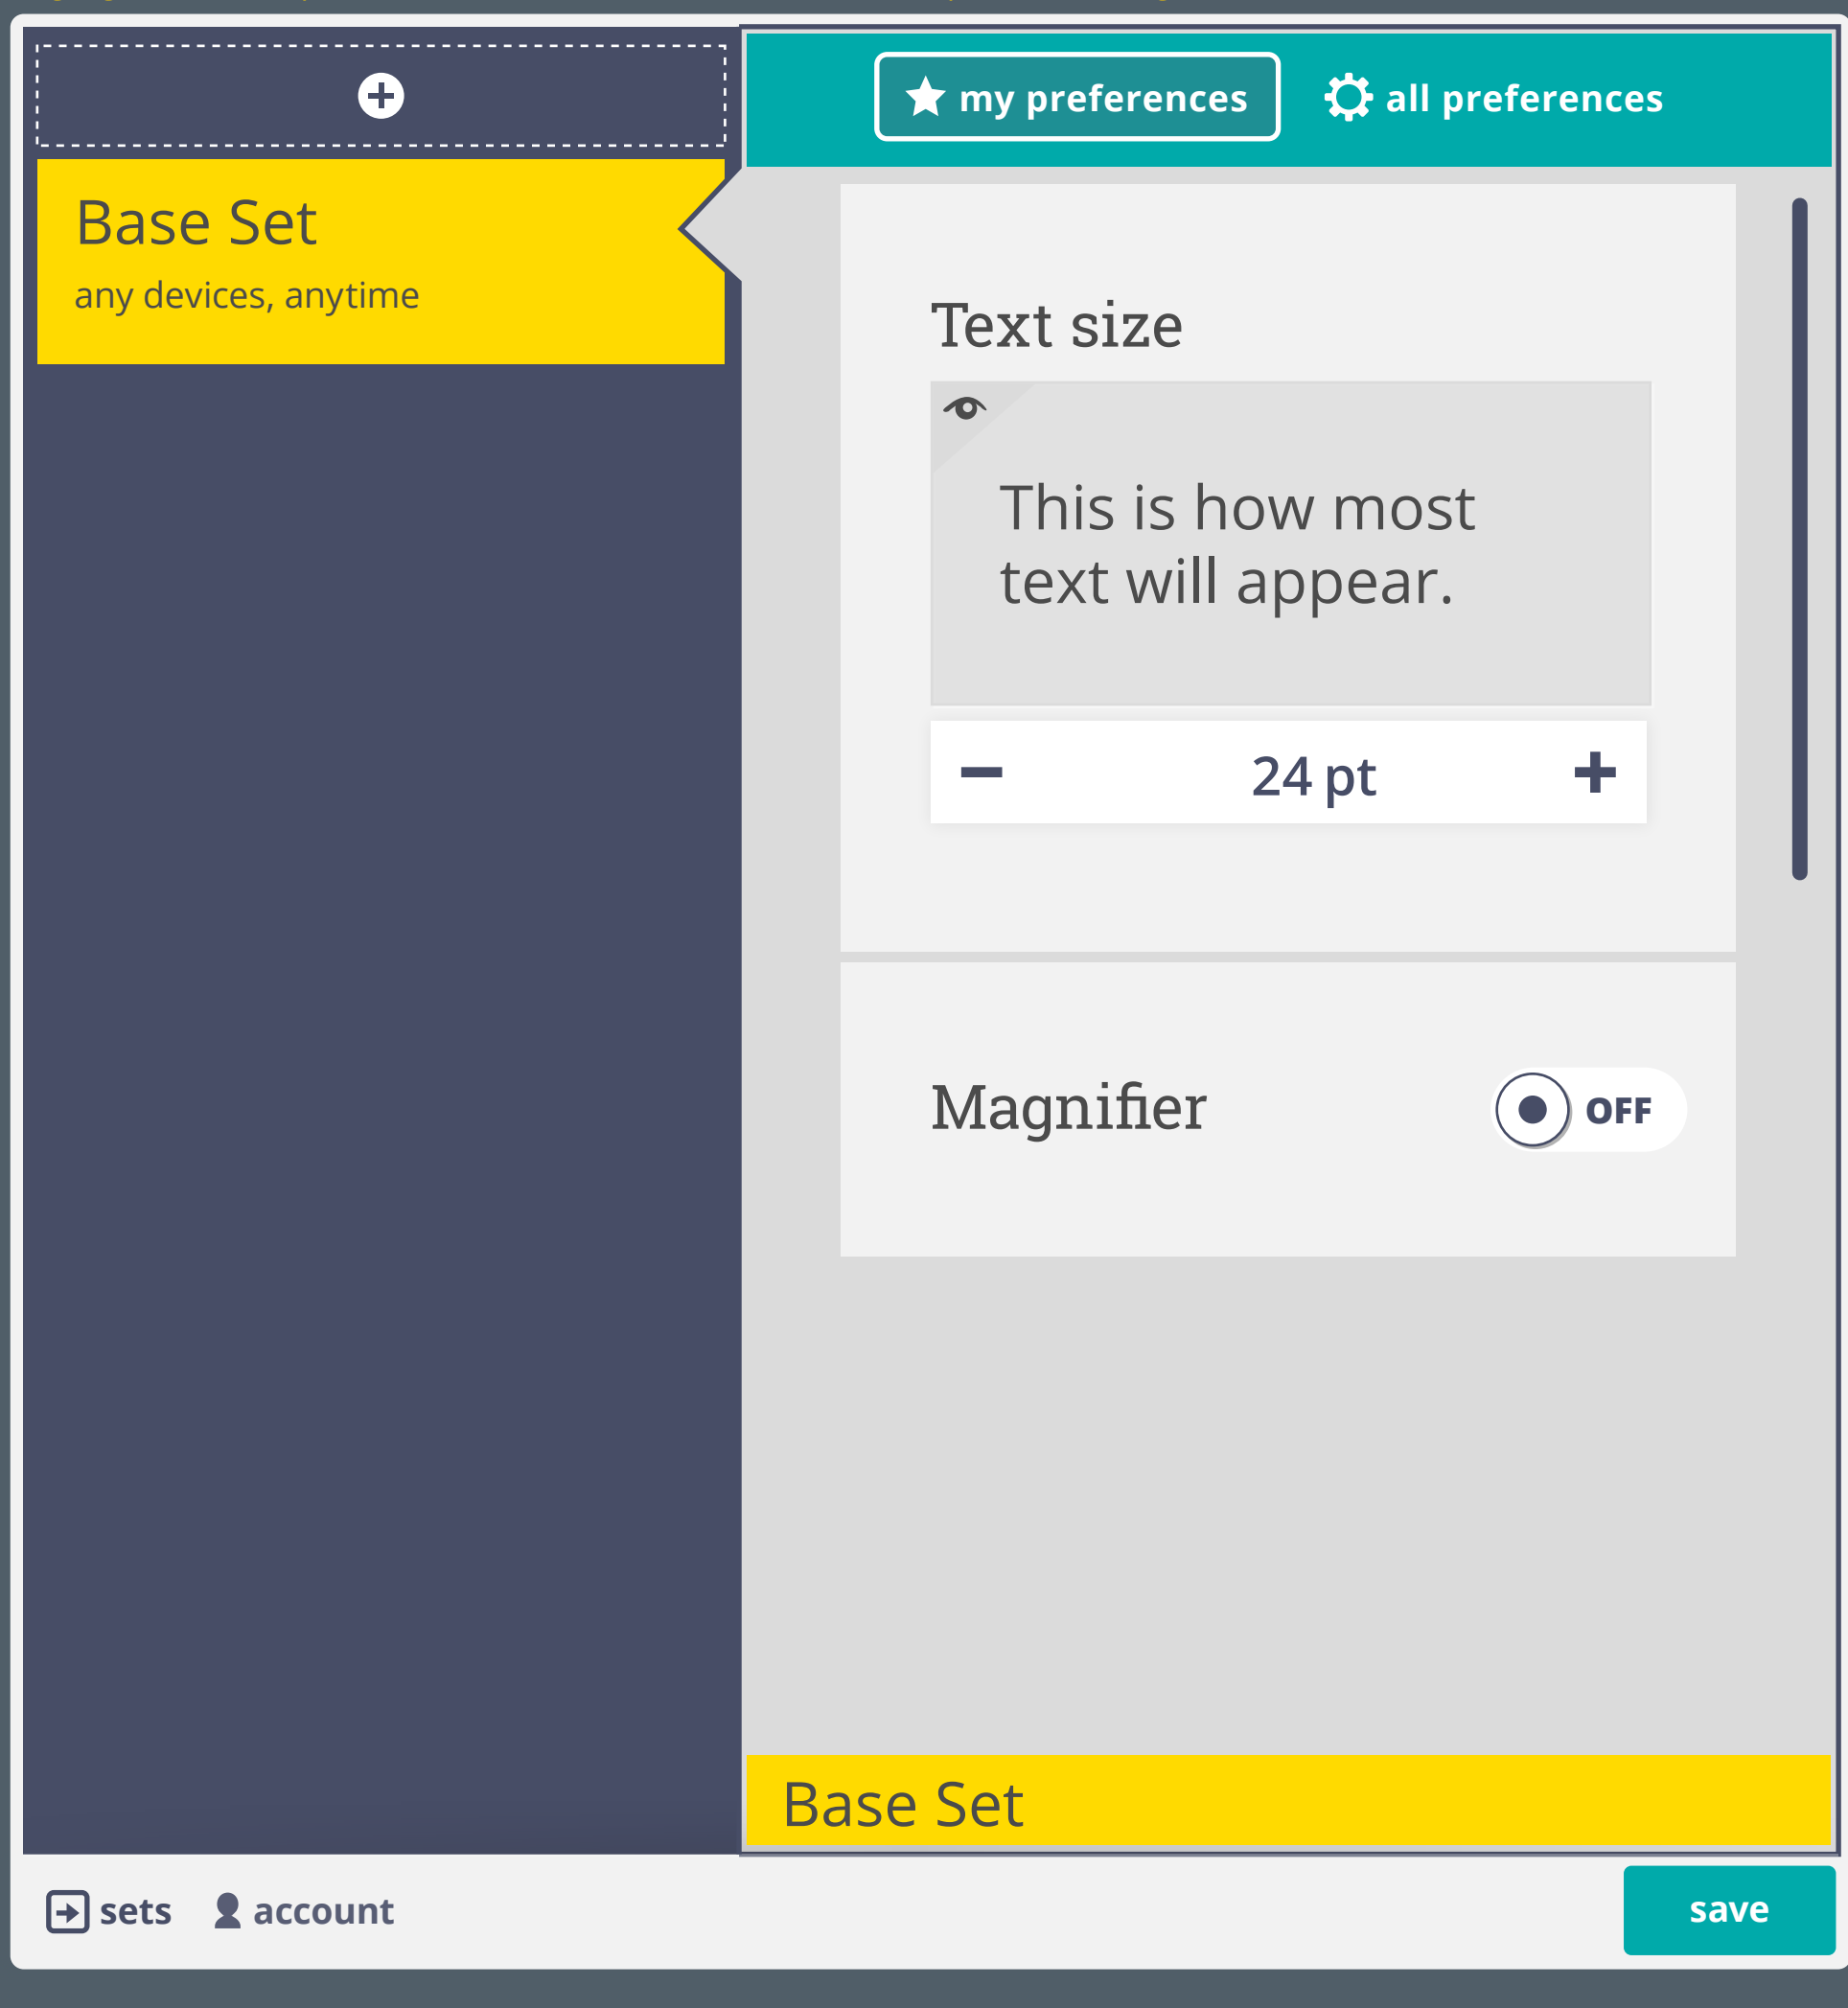 my preferences
all preferences
Base Set
any devices, anytime
Text size
This is how most
text will appear.
24 pt
Magnifier
OFF
Base Set
sets
account
save